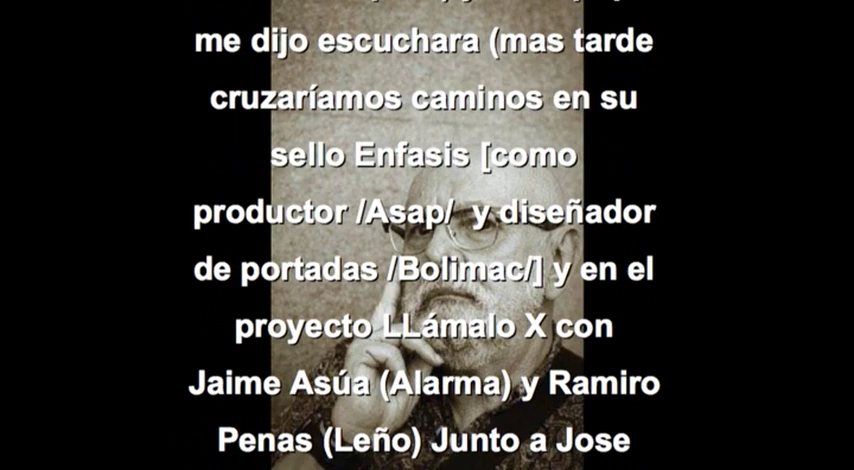 me dijo escuchara (mas tarde
cruzaríamos caminos en su
sello Enfasis [como
productor /Asap/ y diseñador
de portadas /Bolimac/] y en el
proyecto LLámalo X con
Jaime Asúa (Alarma) y Ramiro
Penas (Leño) Junto a Jose